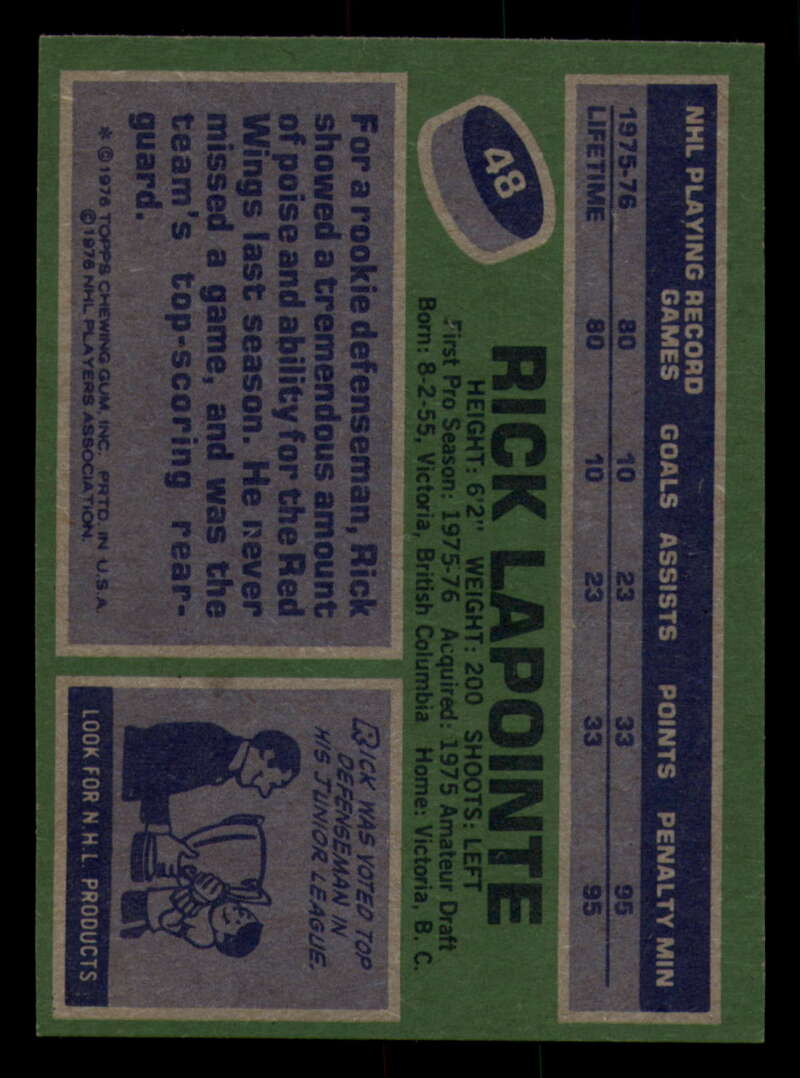 NHL PLAYING RECORD
GAMES GOALS ASSISTS POINTS PENALTY MIN
1975-76 80 10 23 33 95
LIFETIME 80 10 23 33 95
48
RICK LAPOINTE
HEIGHT: 6'2" WEIGHT: 200 SHOOTS: LEFT
First Pro Season: 1975-76 Acquired: 1975 Amateur Draft
Born: 8-2-55, Victoria, British Columbia Home: Victoria, B. C.
For a rookie defenseman, Rick
showed a tremendous amount
of poise and ability for the Red
Wings last season. He never
missed a game, and was the
team's top-scoring rear-
guard.
* ©1976 TOPPS CHEWING GUM, INC. PRTD. IN U.S.A.
©1976 NHL PLAYERS ASSOCIATION.
RICK WAS VOTED TOP
DEFENSEMAN IN
HIS JUNIOR LEAGUE.
LOOK FOR N.H.L PRODUCTS